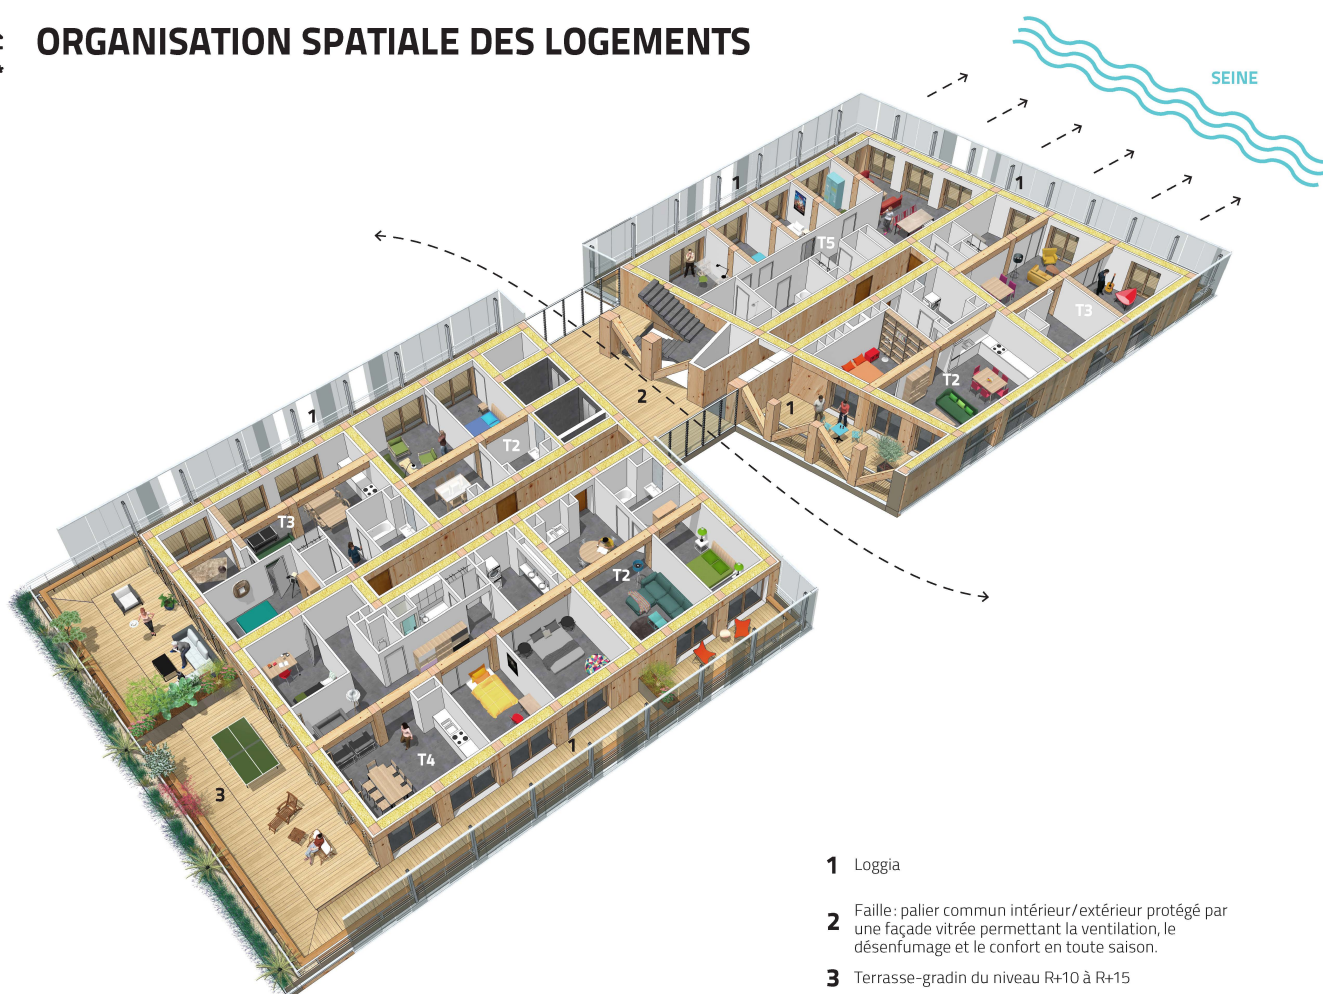 ORGANISATION SPATIALE DES LOGEMENTS
SEINE
1
1
T5
T3
T2
1
2
1
T2
T3
T2
T4
1
3
1 Loggia
2 Faille : palier commun intérieur/extérieur protégé par
une façade vitrée permettant la ventilation, le
désenfumage et le confort en toute saison.
3 Terrasse-gradin du niveau R+10 à R+15